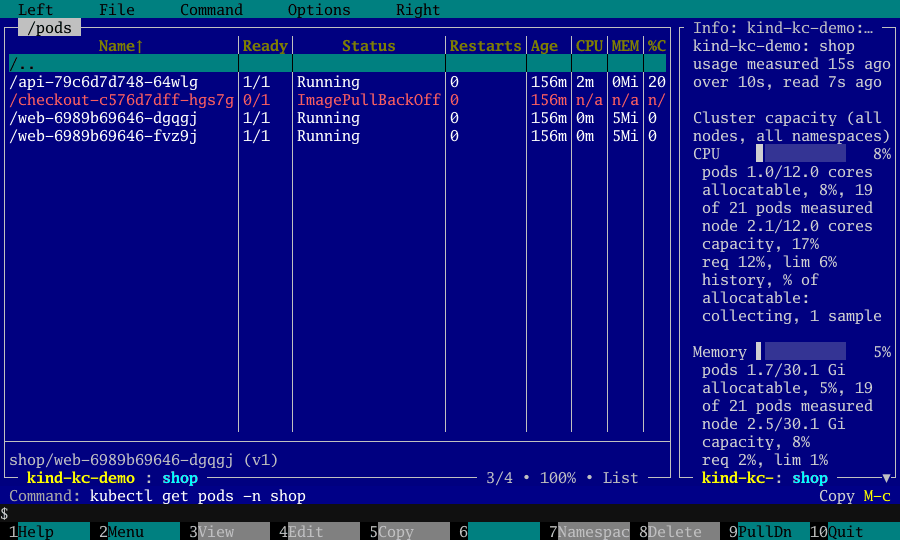 Left File Command Options Right
/pods
Name↑ Ready Status Restarts Age CPU MEM %C
/..
/api-79c6d7d748-64wlg 1/1 Running 0 156m 2m 0Mi 20
/checkout-c576d7dff-hgs7g 0/1 ImagePullBackOff 0 156m n/a n/a n/
/web-6989b69646-dgqgj 1/1 Running 0 156m 0m 5Mi 0
/web-6989b69646-fvz9j 1/1 Running 0 156m 0m 5Mi 0
shop/web-6989b69646-dgqgj (v1)
kind-kc-demo : shop 3/4 • 100% • List
Info: kind-kc-demo:…
kind-kc-demo: shop
usage measured 15s ago
over 10s, read 7s ago
Cluster capacity (all
nodes, all namespaces)
CPU 8%
pods 1.0/12.0 cores
allocatable, 8%, 19
of 21 pods measured
node 2.1/12.0 cores
capacity, 17%
req 12%, lim 6%
history, % of
allocatable:
collecting, 1 sample
Memory 5%
pods 1.7/30.1 Gi
allocatable, 5%, 19
of 21 pods measured
node 2.5/30.1 Gi
capacity, 8%
req 2%, lim 1%
kind-kc-: shop ▼
Command: kubectl get pods -n shop Copy M-c
$
1Help 2Menu 3View 4Edit 5Copy 6 7Namespac 8Delete 9PullDn 10Quit